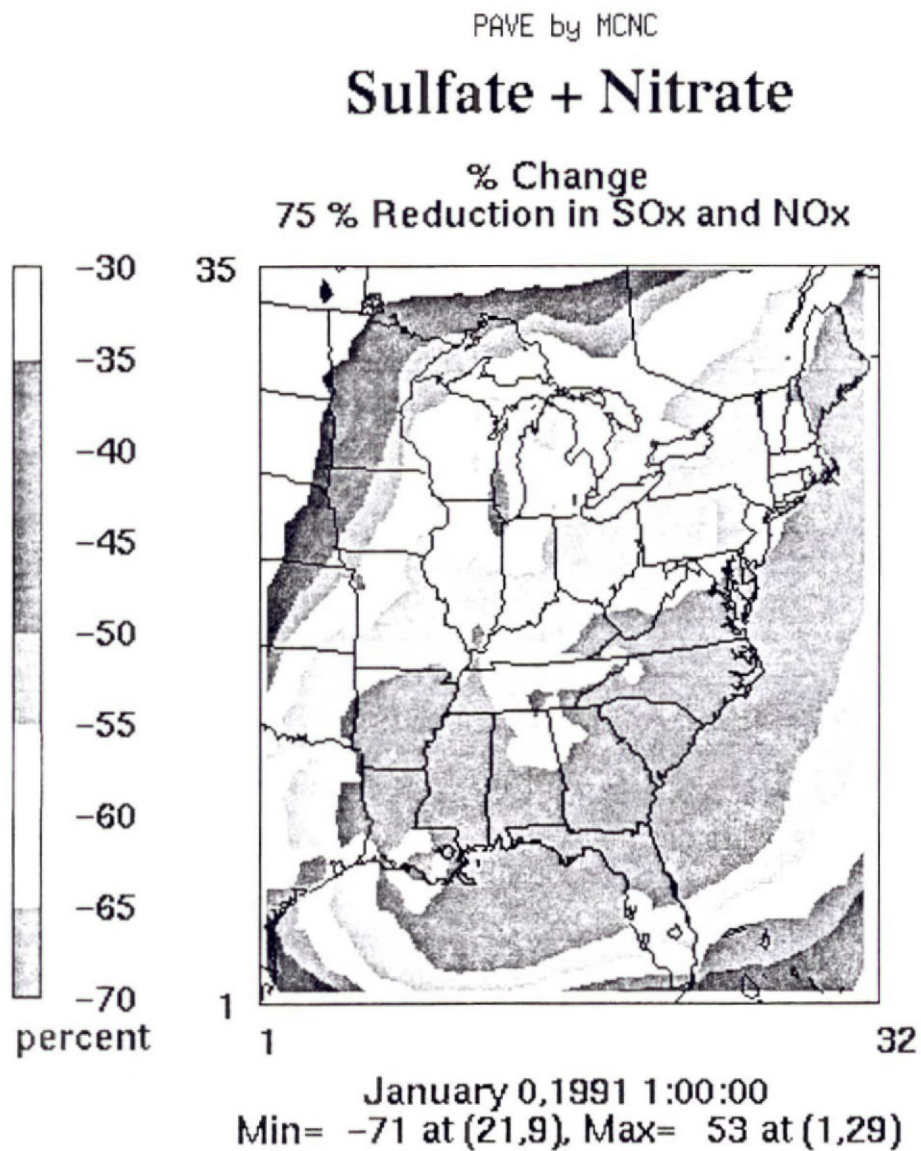 PAVE by MCNC
Sulfate + Nitrate
% Change
75 % Reduction in SOx and NOx
-30
-35
-40
-45
-50
-55
-60
-65
-70
percent
35
1
1
32
January 0,1991 1:00:00
Min= -71 at (21,9), Max= 53 at (1,29)